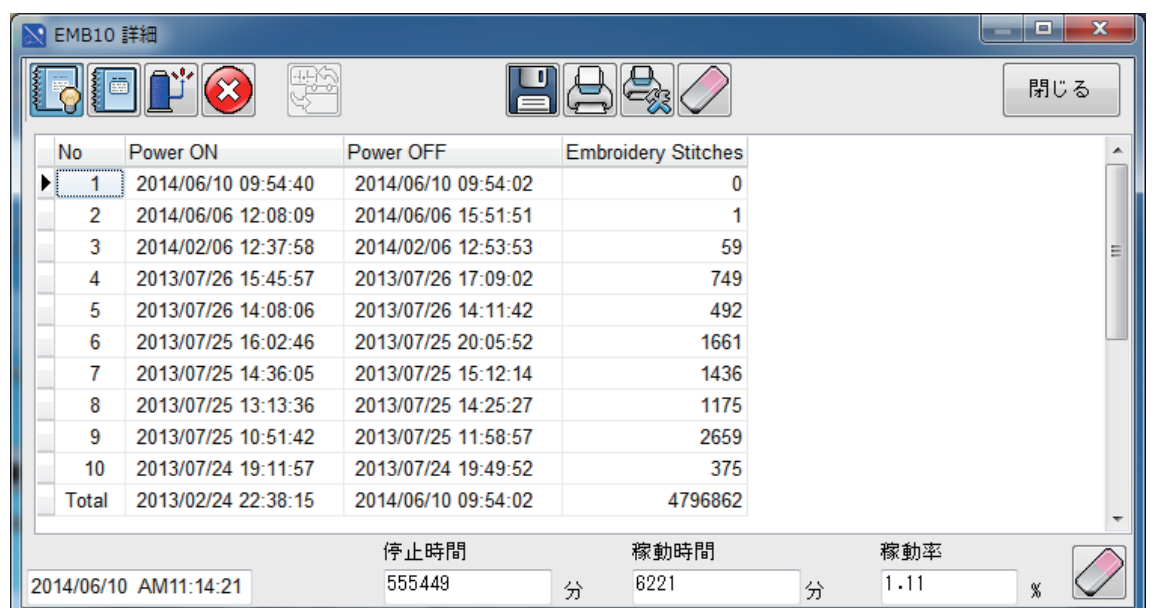 EMB10 詳細
閉じる
No Power ON Power OFF Embroidery Stitches
1 2014/06/10 09:54:40 2014/06/10 09:54:02 0
2 2014/06/06 12:08:09 2014/06/06 15:51:51 1
3 2014/02/06 12:37:58 2014/02/06 12:53:53 59
4 2013/07/26 15:45:57 2013/07/26 17:09:02 749
5 2013/07/26 14:08:06 2013/07/26 14:11:42 492
6 2013/07/25 16:02:46 2013/07/25 20:05:52 1661
7 2013/07/25 14:36:05 2013/07/25 15:12:14 1436
8 2013/07/25 13:13:36 2013/07/25 14:25:27 1175
9 2013/07/25 10:51:42 2013/07/25 11:58:57 2659
10 2013/07/24 19:11:57 2013/07/24 19:49:52 375
Total 2013/02/24 22:38:15 2014/06/10 09:54:02 4796862
停止時間 稼動時間 稼動率
2014/06/10 AM11:14:21 555449 分 6221 分 1.11 %